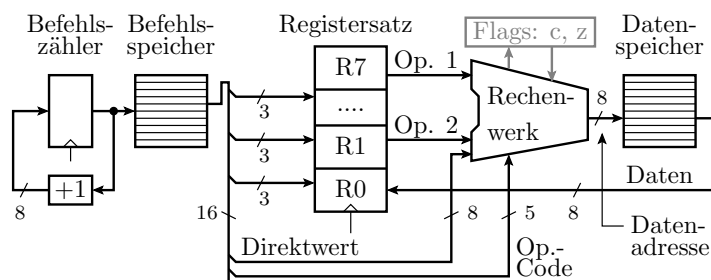 Befehls-
zähler
Befehls-
speicher
Registersatz
Flags: c, z
Daten-
speicher
R7
....
R1
R0
Op. 1
Op. 2
Rechen-
werk
+1
8
3
3
3
16
8
5
8
8
Direktwert
Op.-
Code
Daten
Daten-
adresse